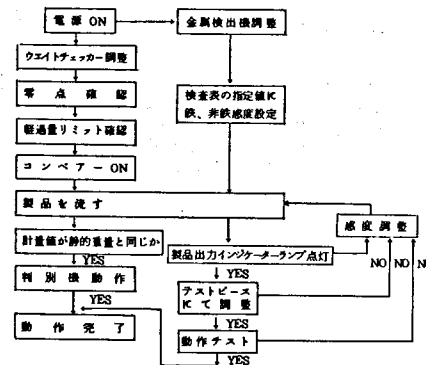 電源ON
金属検出機調整
ウエイトチェッカー調整
零点確認
検査表の指定値に
鉄、非鉄感度設定
軽過量リミット確認
コンベアーON
製品を流す
感度調整
計量値が静的重量と同じか
製品出力インジケーターランプ点灯
YES
YES
NO
NO
N
判別機動作
テストピース
にて調整
YES
YES
動作完了
動作テスト
YES